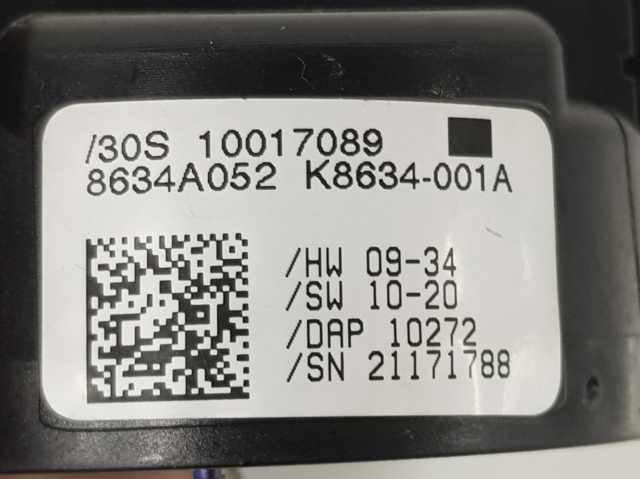 /30S 10017089
8634A052 K8634-001A
/HW 09-34
/SW 10-20
/DAP 10272
/SN 21171788